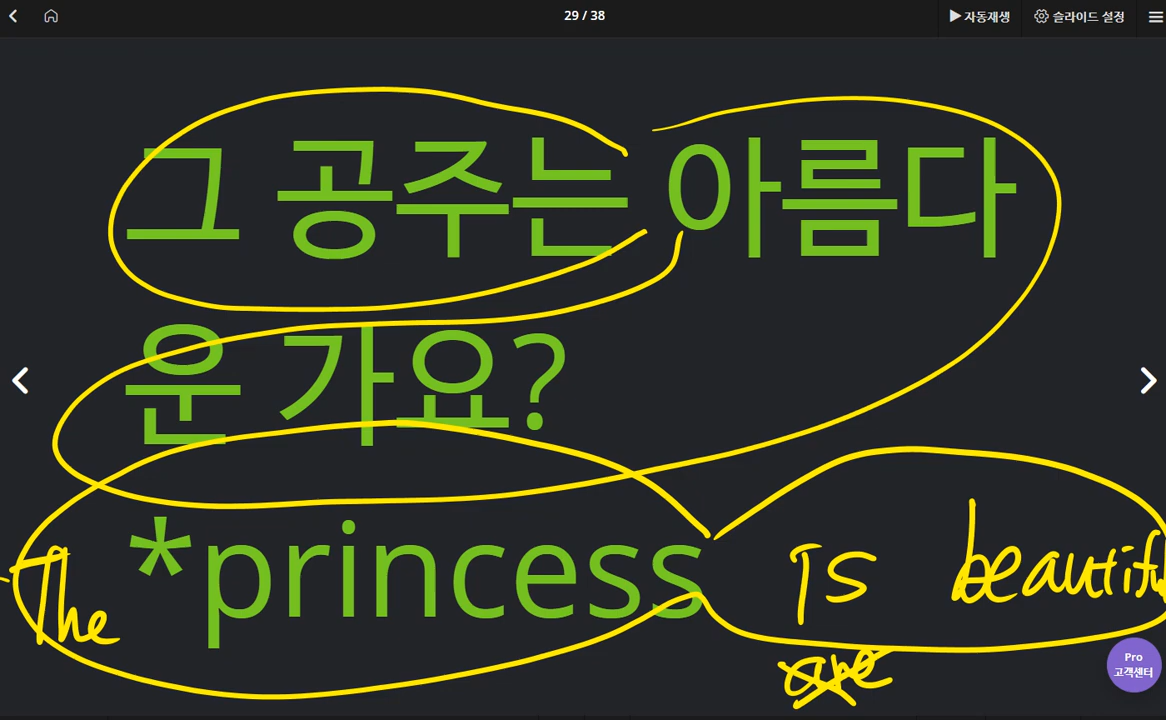 29 / 38
자동재생
슬라이드 설정
그 공주는 아름다
운 가요?
The *princess is beautif
are
Pro
고객센터